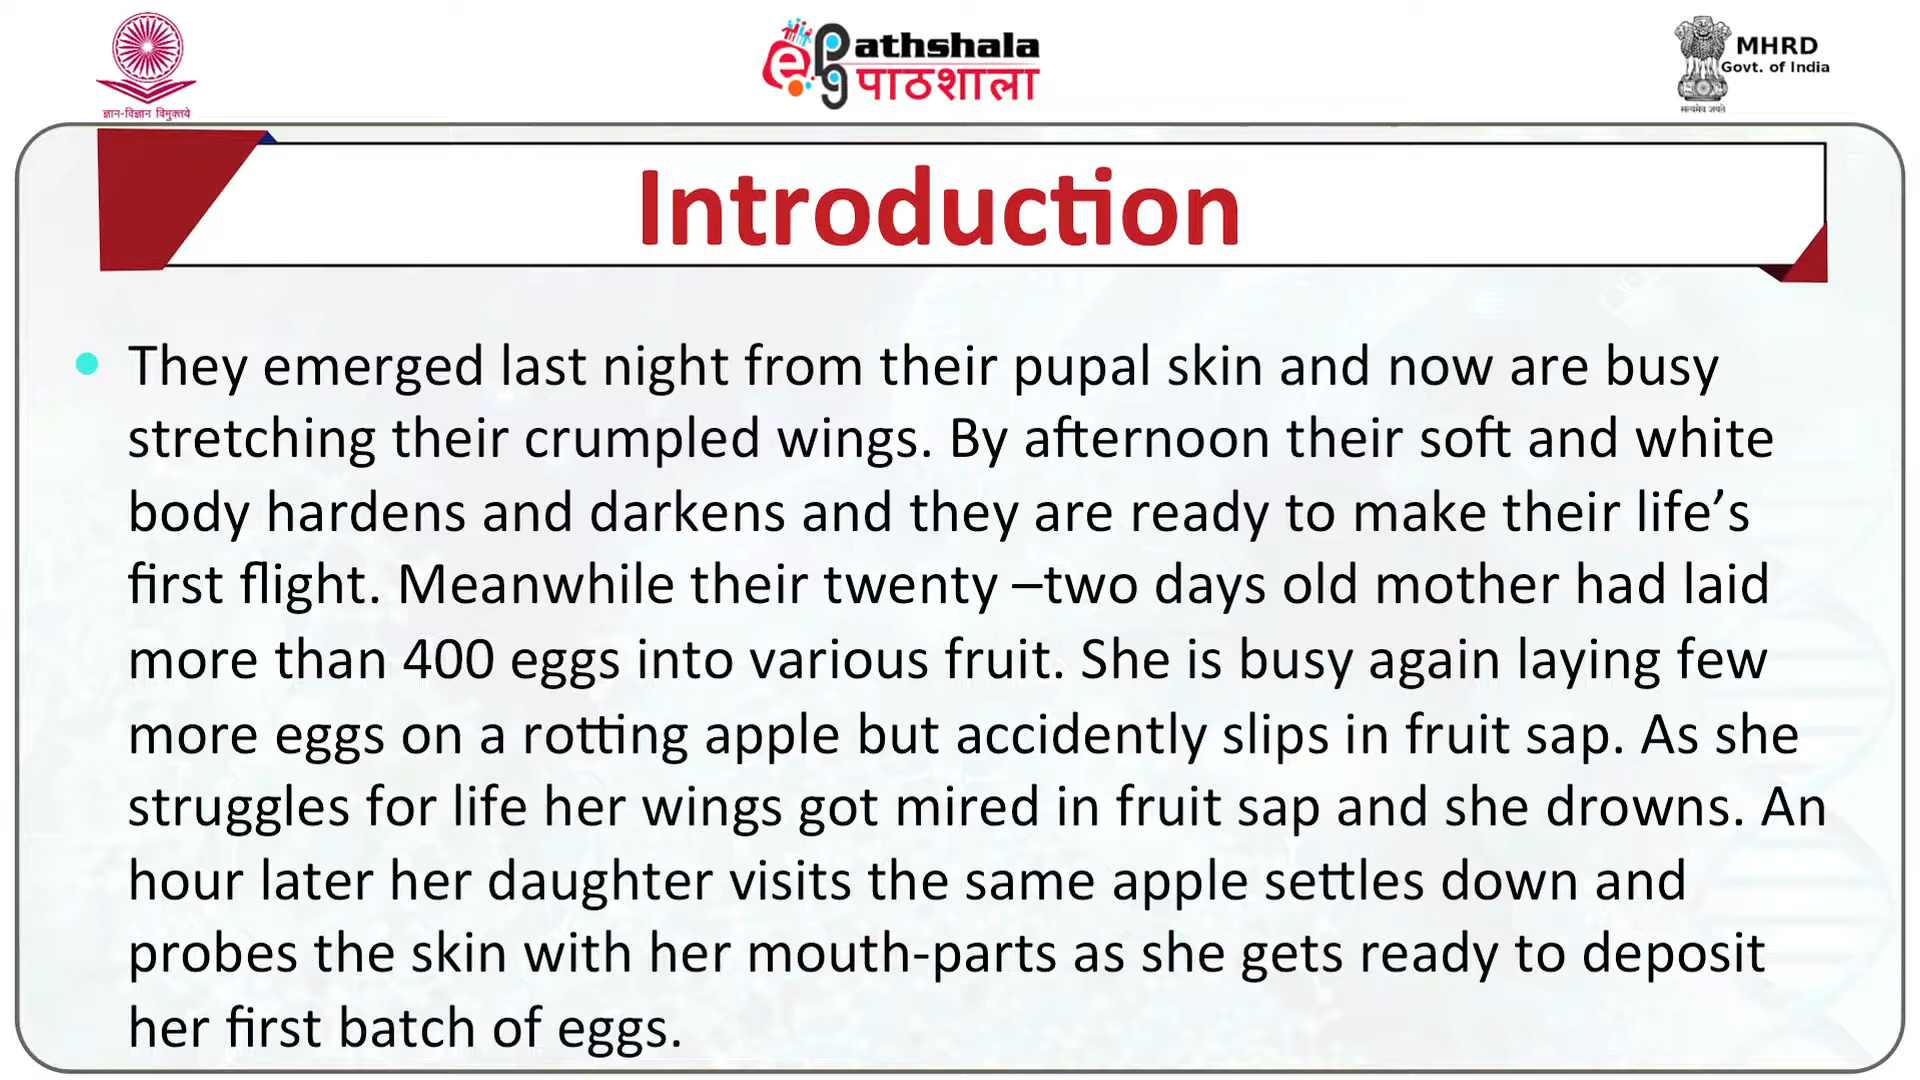 ज्ञान-विज्ञान विमुक्तये
ePG Pathshala
पाठशाला
MHRD
Govt. of India
सत्यमेव जयते
Introduction
They emerged last night from their pupal skin and now are busy
stretching their crumpled wings. By afternoon their soft and white
body hardens and darkens and they are ready to make their life’s
first flight. Meanwhile their twenty –two days old mother had laid
more than 400 eggs into various fruit. She is busy again laying few
more eggs on a rotting apple but accidently slips in fruit sap. As she
struggles for life her wings got mired in fruit sap and she drowns. An
hour later her daughter visits the same apple settles down and
probes the skin with her mouth-parts as she gets ready to deposit
her first batch of eggs.